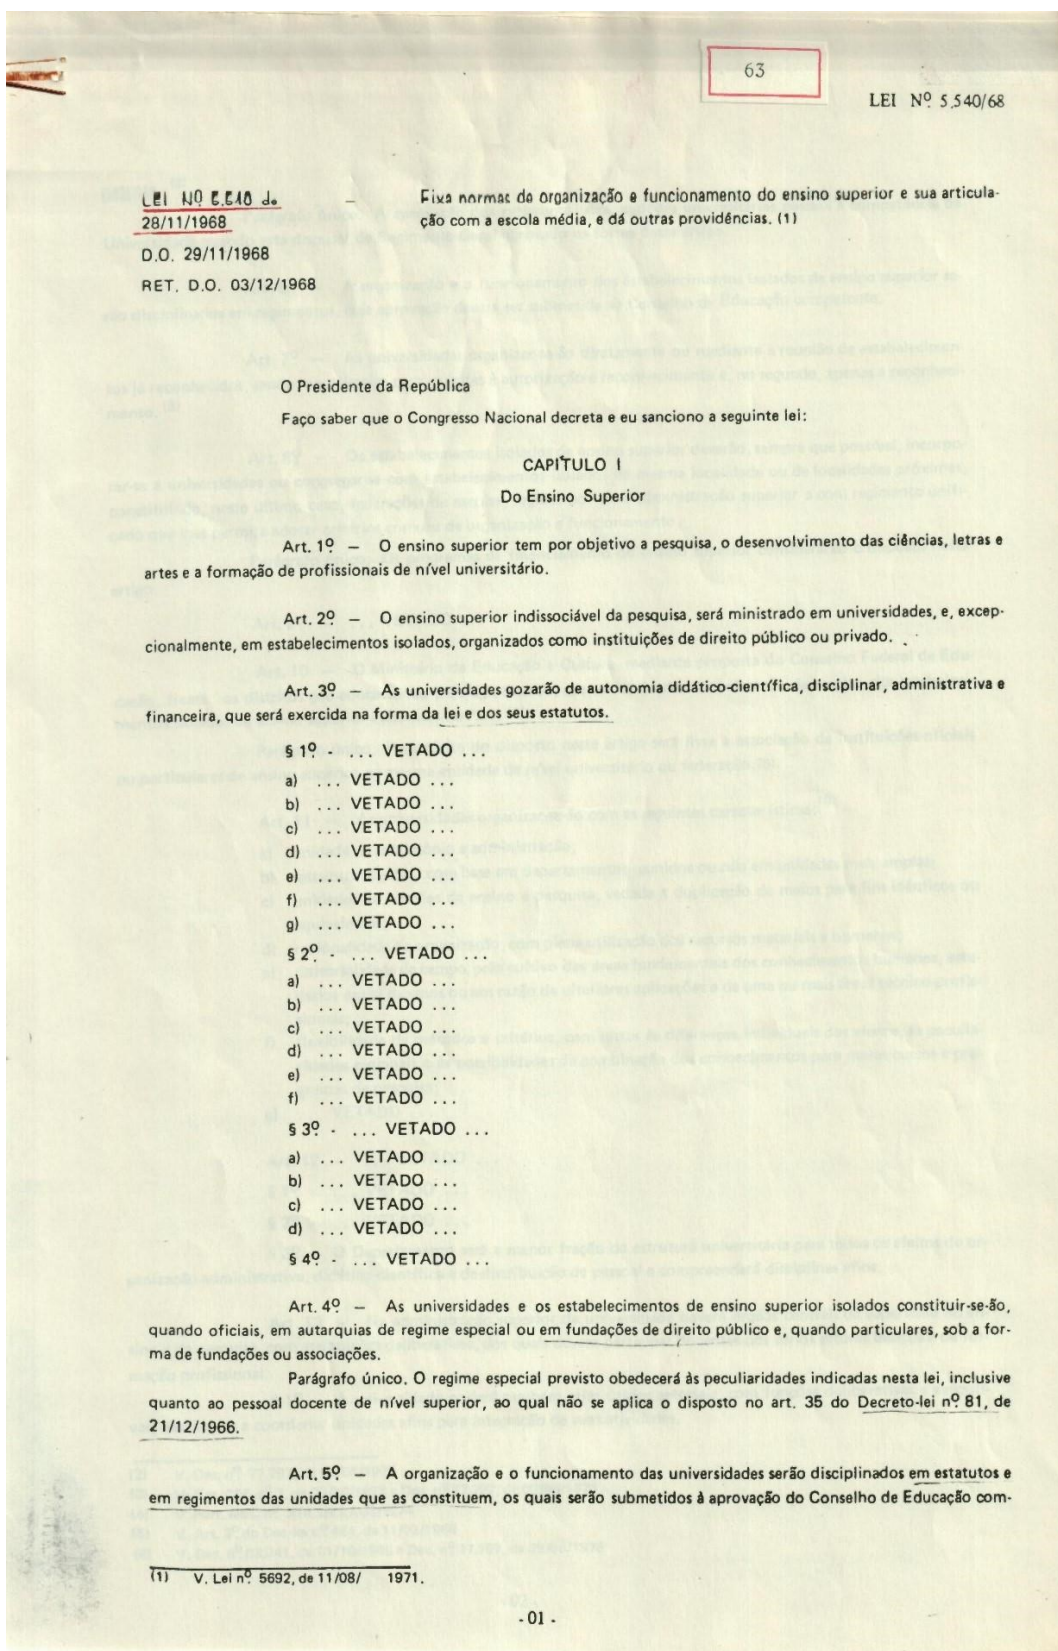 63
LEI Nº 5.540/68
LEI Nº 5.540 de
28/11/1968
D.O. 29/11/1968
RET. D.O. 03/12/1968
– Fixa normas de organização e funcionamento do ensino superior e sua articula-
ção com a escola média, e dá outras providências. (1)
O Presidente da República
Faço saber que o Congresso Nacional decreta e eu sanciono a seguinte lei:
CAPÍTULO I
Do Ensino Superior
Art. 1º – O ensino superior tem por objetivo a pesquisa, o desenvolvimento das ciências, letras e
artes e a formação de profissionais de nível universitário.
Art. 2º – O ensino superior indissociável da pesquisa, será ministrado em universidades, e, excep-
cionalmente, em estabelecimentos isolados, organizados como instituições de direito público ou privado.
Art. 3º – As universidades gozarão de autonomia didático-científica, disciplinar, administrativa e
financeira, que será exercida na forma da lei e dos seus estatutos.
§ 1º - ... VETADO ...
a) ... VETADO ...
b) ... VETADO ...
c) ... VETADO ...
d) ... VETADO ...
e) ... VETADO ...
f) ... VETADO ...
g) ... VETADO ...
§ 2º - ... VETADO ...
a) ... VETADO ...
b) ... VETADO ...
c) ... VETADO ...
d) ... VETADO ...
e) ... VETADO ...
f) ... VETADO ...
§ 3º - ... VETADO ...
a) ... VETADO ...
b) ... VETADO ...
c) ... VETADO ...
d) ... VETADO ...
§ 4º - ... VETADO ...
Art. 4º – As universidades e os estabelecimentos de ensino superior isolados constituir-se-ão,
quando oficiais, em autarquias de regime especial ou em fundações de direito público e, quando particulares, sob a for-
ma de fundações ou associações.
Parágrafo único. O regime especial previsto obedecerá às peculiaridades indicadas nesta lei, inclusive
quanto ao pessoal docente de nível superior, ao qual não se aplica o disposto no art. 35 do Decreto-lei nº 81, de
21/12/1966.
Art. 5º – A organização e o funcionamento das universidades serão disciplinados em estatutos e
em regimentos das unidades que as constituem, os quais serão submetidos à aprovação do Conselho de Educação com-
(1) V. Lei nº 5692, de 11/08/ 1971.
- 01 -